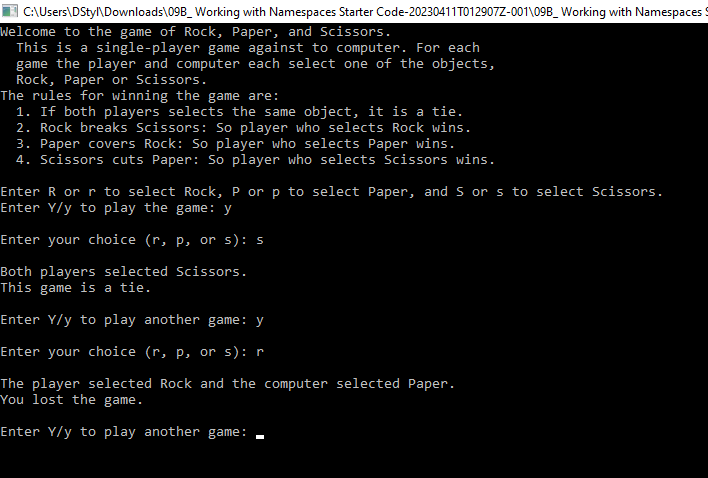 C:\Users\DStyl\Downloads\09B_ Working with Namespaces Starter Code-20230411T012907Z-001\09B_ Working with Namespaces S
Welcome to the game of Rock, Paper, and Scissors.
This is a single-player game against to computer. For each
game the player and computer each select one of the objects,
Rock, Paper or Scissors.
The rules for winning the game are:
1. If both players selects the same object, it is a tie.
2. Rock breaks Scissors: So player who selects Rock wins.
3. Paper covers Rock: So player who selects Paper wins.
4. Scissors cuts Paper: So player who selects Scissors wins.
Enter R or r to select Rock, P or p to select Paper, and S or s to select Scissors.
Enter Y/y to play the game: y
Enter your choice (r, p, or s): s
Both players selected Scissors.
This game is a tie.
Enter Y/y to play another game: y
Enter your choice (r, p, or s): r
The player selected Rock and the computer selected Paper.
You lost the game.
Enter Y/y to play another game: